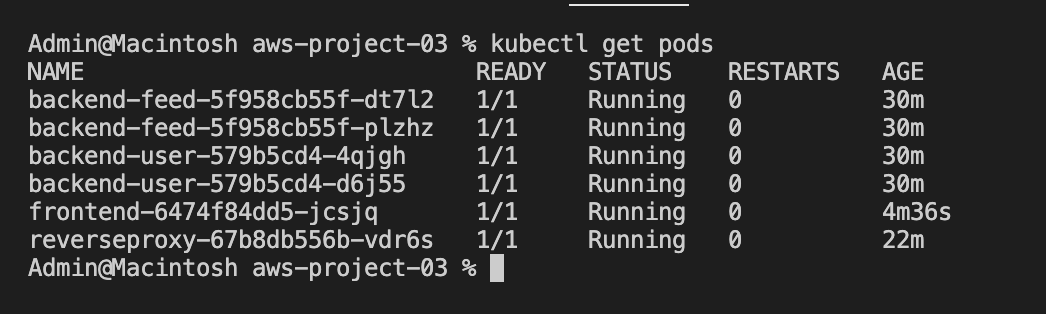 Admin@Macintosh aws-project-03 % kubectl get pods
NAME READY STATUS RESTARTS AGE
backend-feed-5f958cb55f-dt7l2 1/1 Running 0 30m
backend-feed-5f958cb55f-plzhz 1/1 Running 0 30m
backend-user-579b5cd4-4qjgh 1/1 Running 0 30m
backend-user-579b5cd4-d6j55 1/1 Running 0 30m
frontend-6474f84dd5-jcsjq 1/1 Running 0 4m36s
reverseproxy-67b8db556b-vdr6s 1/1 Running 0 22m
Admin@Macintosh aws-project-03 %